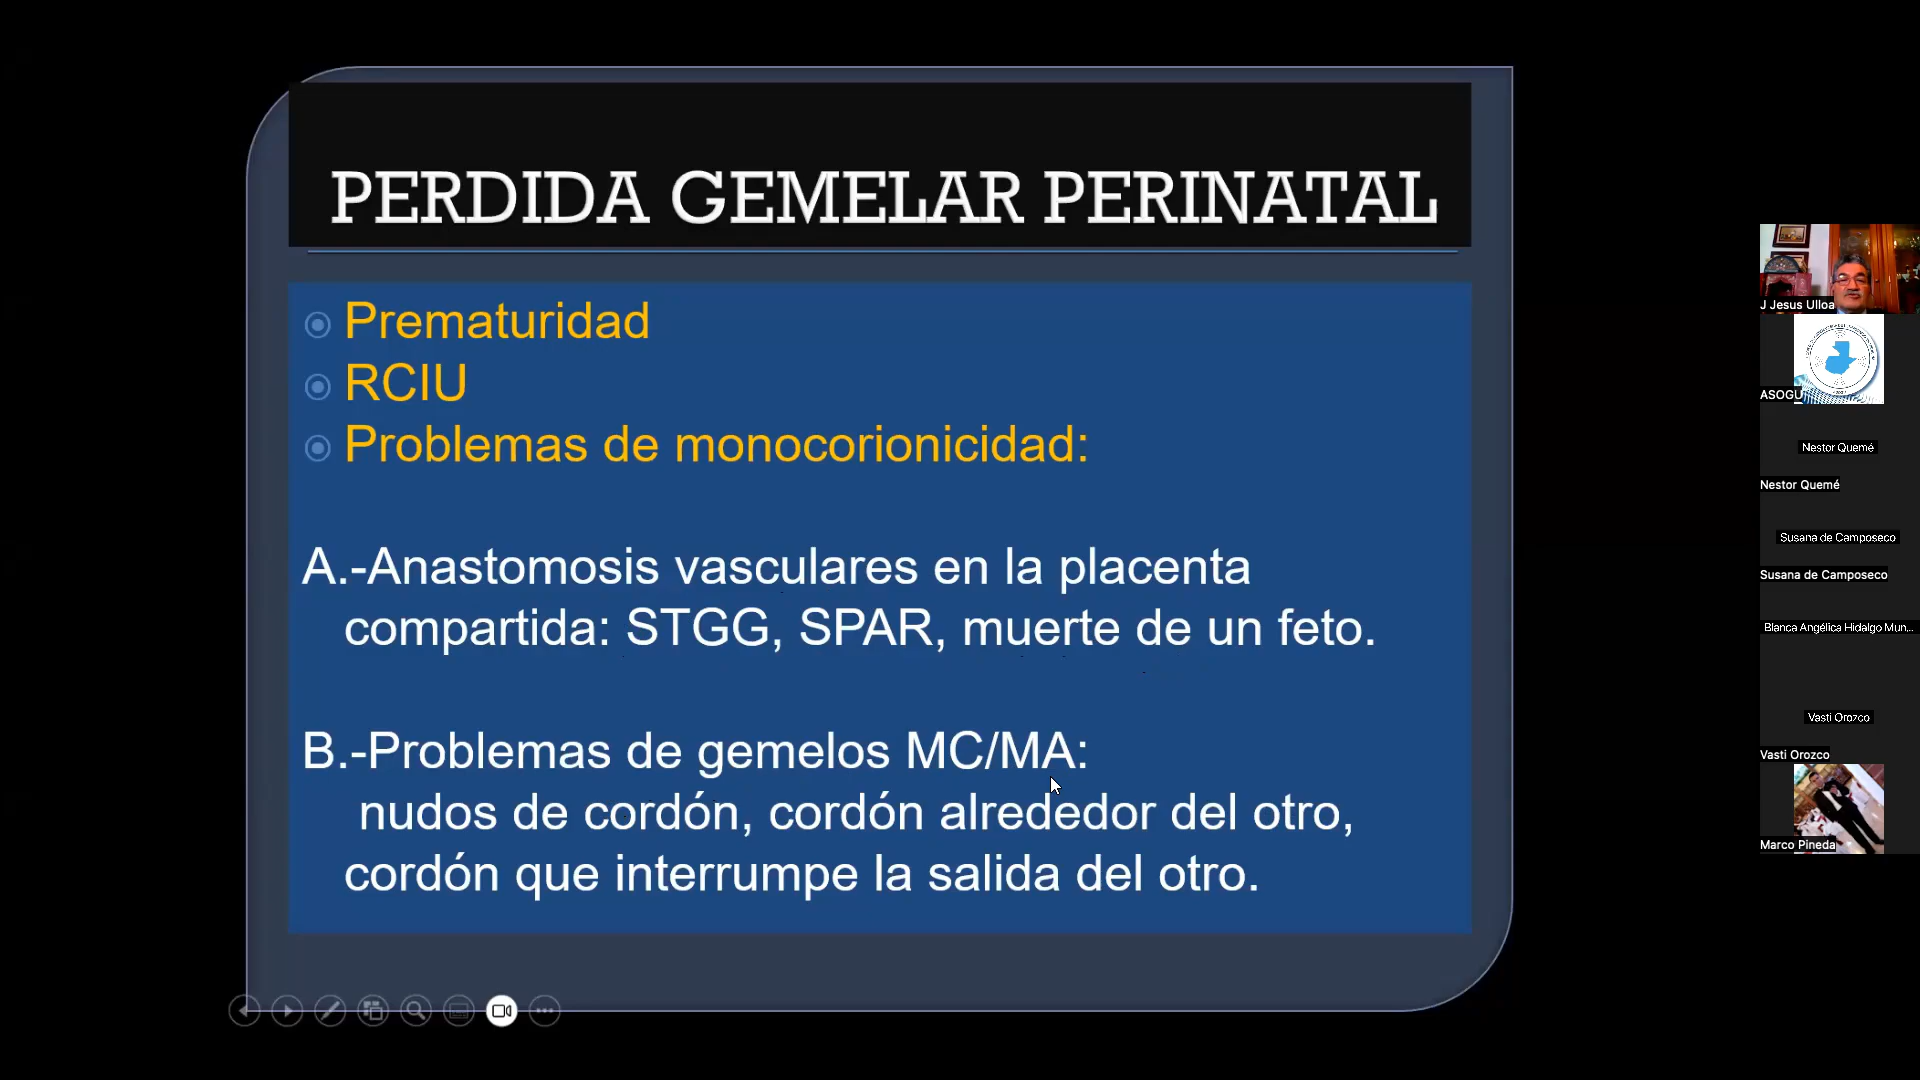 PERDIDA GEMELAR PERINATAL
Prematuridad
RCIU
Problemas de monocorionicidad:
A.-Anastomosis vasculares en la placenta
compartida: STGG, SPAR, muerte de un feto.
B.-Problemas de gemelos MC/MA:
nudos de cordón, cordón alrededor del otro,
cordón que interrumpe la salida del otro.
J Jesus Ulloa
ASOGU
Nestor Quemé
Nestor Quemé
Susana de Camposeco
Susana de Camposeco
Blanca Angélica Hidalgo Mun...
Vasti Orozco
Vasti Orozco
Marco Pineda